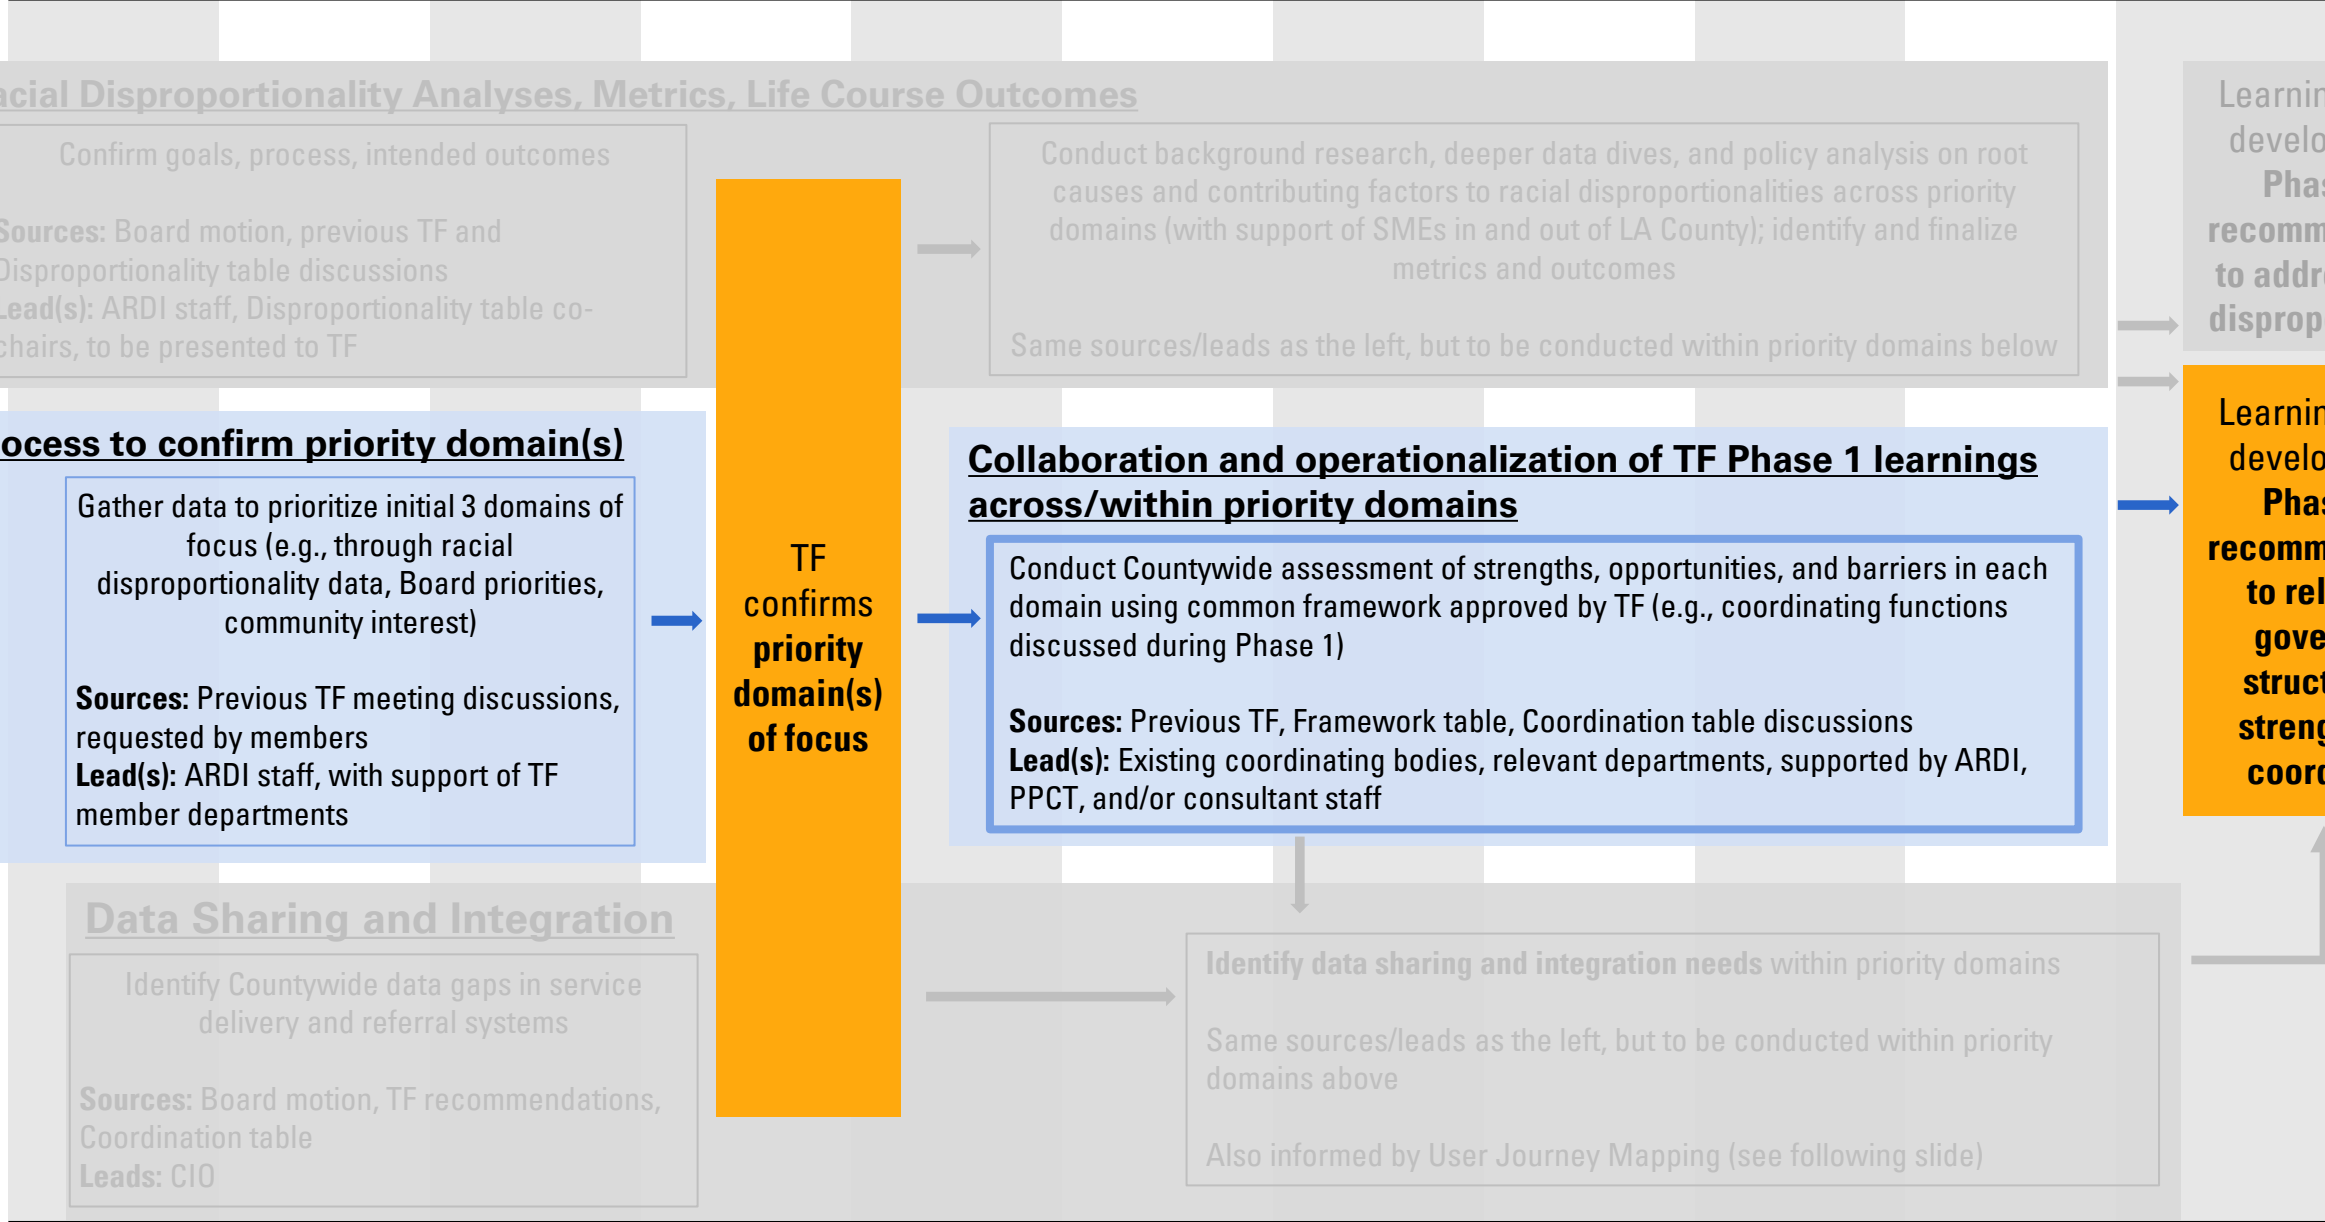 acial Disproportionality Analyses, Metrics, Life Course Outcomes
Confirm goals, process, intended outcomes
Sources: Board motion, previous TF and
Disproportionality table discussions
Lead(s): ARDI staff, Disproportionality table co-
chairs, to be presented to TF
Conduct background research, deeper data dives, and policy analysis on root
causes and contributing factors to racial disproportionalities across priority
domains (with support of SMEs in and out of LA County); identify and finalize
metrics and outcomes
Same sources/leads as the left, but to be conducted within priority domains below
ocess to confirm priority domain(s)
Gather data to prioritize initial 3 domains of
focus (e.g., through racial
disproportionality data, Board priorities,
community interest)
Sources: Previous TF meeting discussions,
requested by members
Lead(s): ARDI staff, with support of TF
member departments
TF
confirms
priority
domain(s)
of focus
Collaboration and operationalization of TF Phase 1 learnings
across/within priority domains
Conduct Countywide assessment of strengths, opportunities, and barriers in each
domain using common framework approved by TF (e.g., coordinating functions
discussed during Phase 1)
Sources: Previous TF, Framework table, Coordination table discussions
Lead(s): Existing coordinating bodies, relevant departments, supported by ARDI,
PPCT, and/or consultant staff
Data Sharing and Integration
Identify Countywide data gaps in service
delivery and referral systems
Sources: Board motion, TF recommendations,
Coordination table
Leads: CIO
Identify data sharing and integration needs within priority domains
Same sources/leads as the left, but to be conducted within priority
domains above
Also informed by User Journey Mapping (see following slide)
Learnin
develo
Phas
recomm
to addr
disprop
Learnin
develo
Phas
recomm
to rel
gove
struct
streng
coord